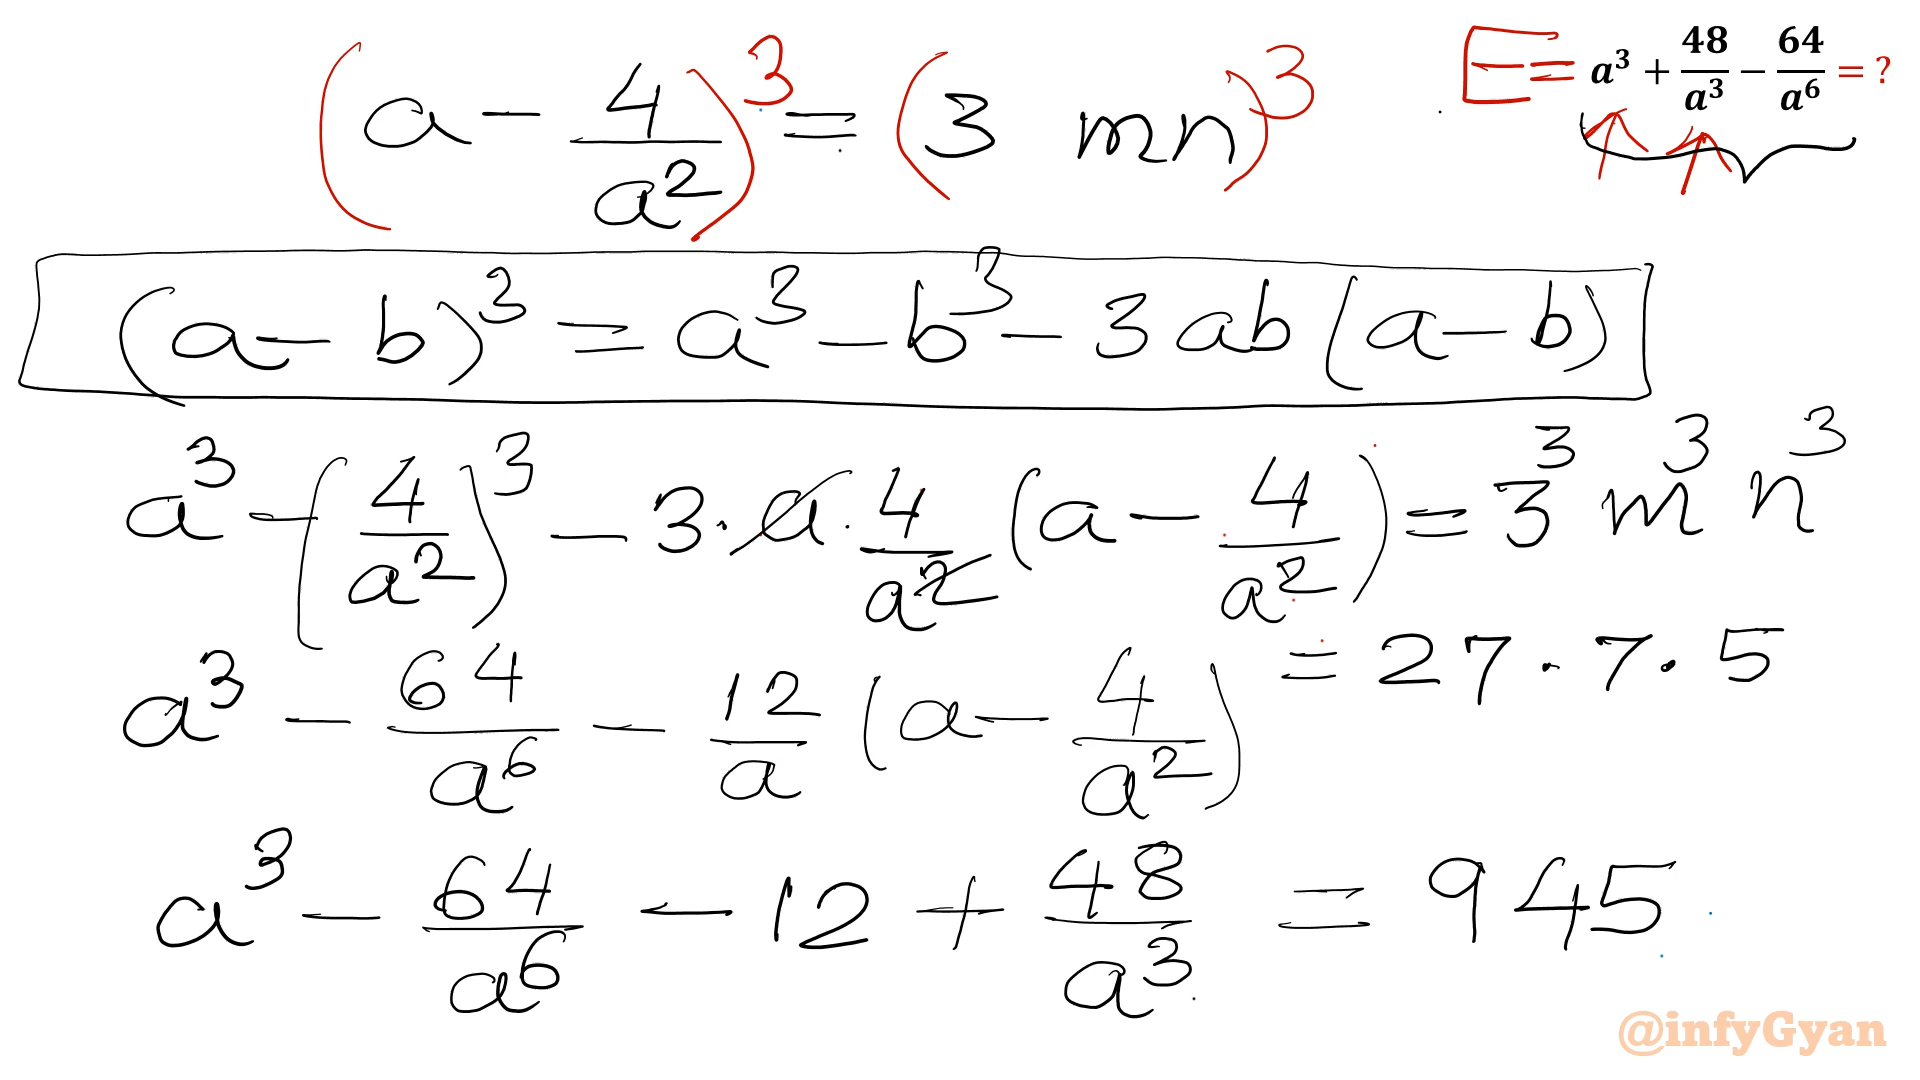 (a - 4/a²)³ = (3 mn)³
E = a³ + 48/a³ − 64/a⁶ = ?
(a - b)³ = a³ - b³ - 3ab(a - b)
a³ - (4/a²)³ - 3·a·4/a² (a - 4/a²) = 3³ m³ n³
= 27·7·5
a³ - 64/a⁶ - 12/a (a - 4/a²)
a³ - 64/a⁶ - 12 + 48/a³ = 945
@infyGyan